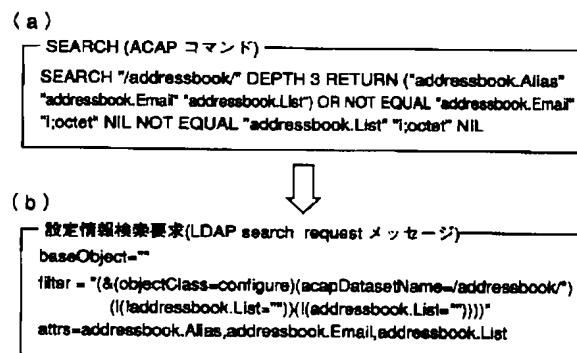 (a)
SEARCH (ACAP コマンド)
SEARCH "/addressbook/" DEPTH 3 RETURN ("addressbook.Alias"
"addressbook.Email" "addressbook.List") OR NOT EQUAL "addressbook.Email"
"i;octet" NIL NOT EQUAL "addressbook.List" "i;octet" NIL
(b)
設定情報検索要求(LDAP search request メッセージ)
baseObject=""
filter = "(&(objectClass=configure)(acapDatasetName=/addressbook/")
(|(!addressbook.List=""))(!((addressbook.List=""))))"
attrs=addressbook.Alias,addressbook.Email,addressbook.List